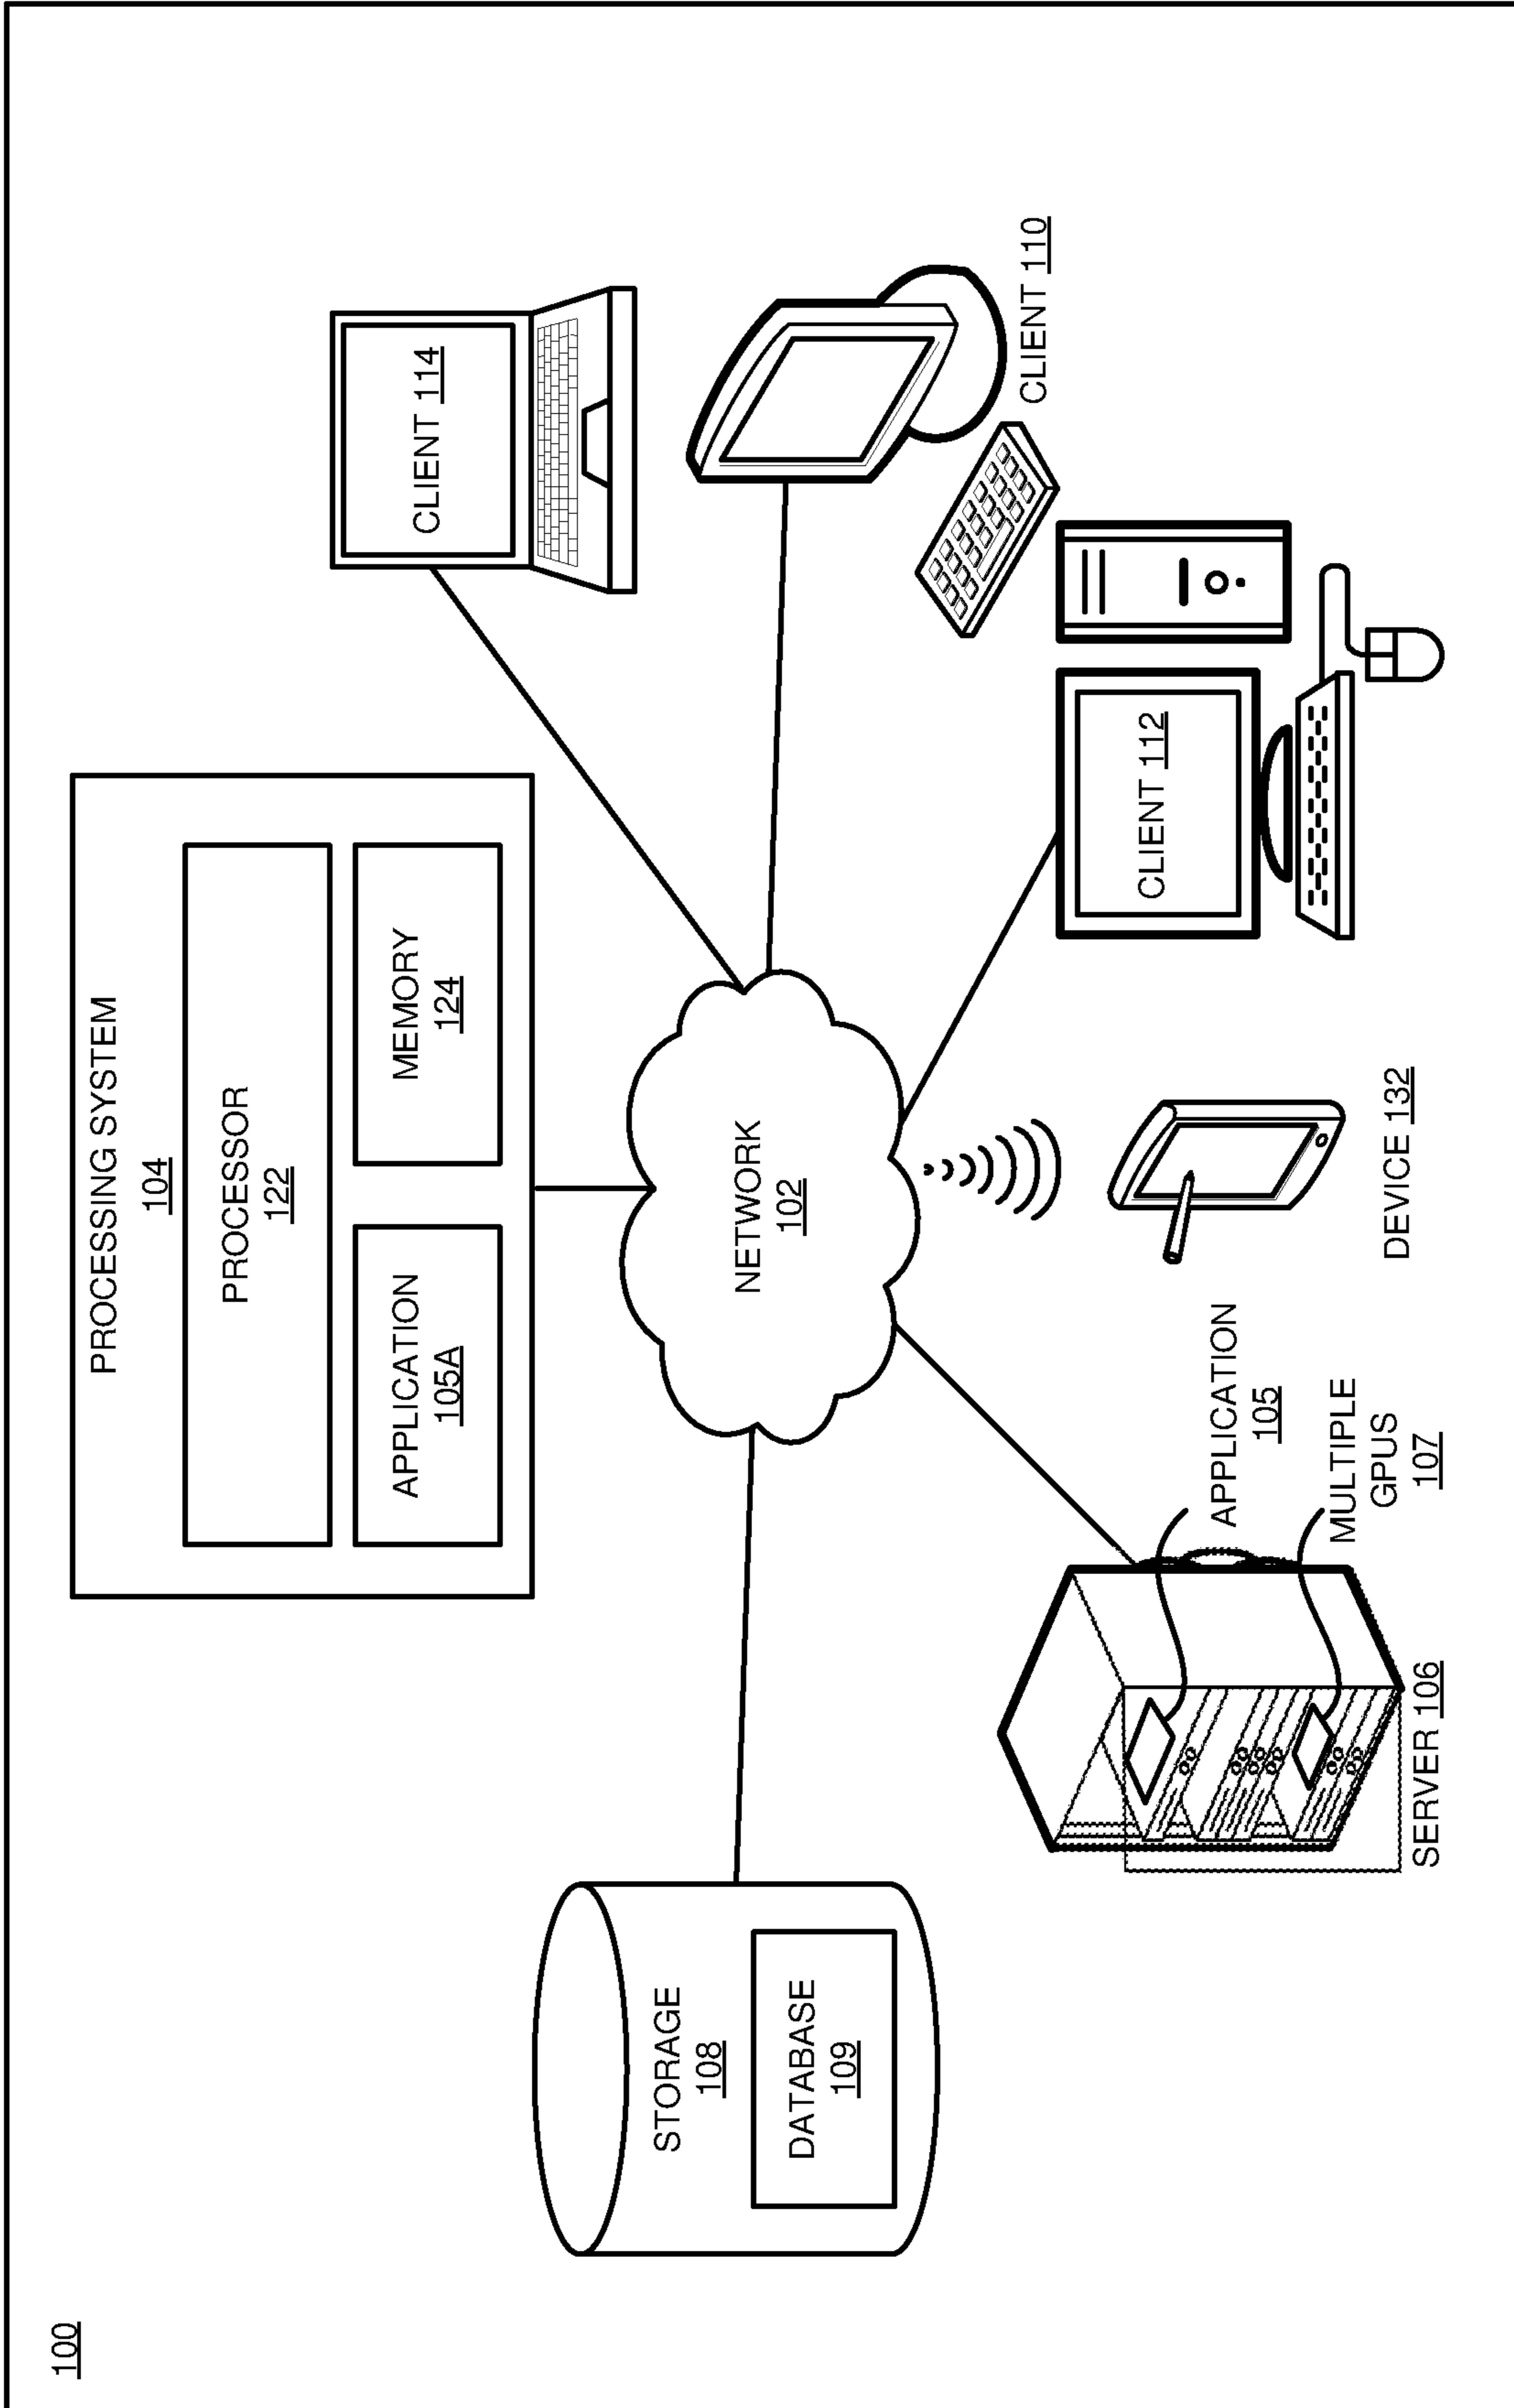 100
PROCESSING SYSTEM
104
PROCESSOR
122
APPLICATION
105A
MEMORY
124
STORAGE
108
DATABASE
109
NETWORK
102
CLIENT 114
CLIENT 110
CLIENT 112
DEVICE 132
APPLICATION
105
MULTIPLE
GPUS
107
SERVER 106